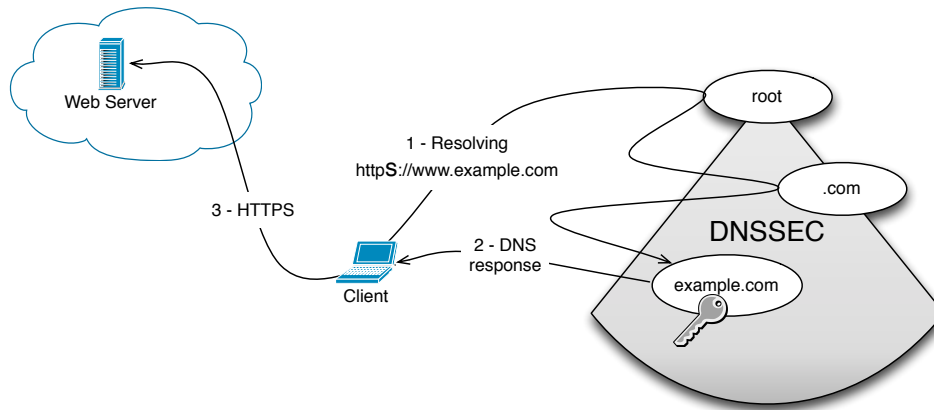 Web Server
root
1 - Resolving
httpS://www.example.com
.com
3 - HTTPS
DNSSEC
2 - DNS
response
example.com
Client